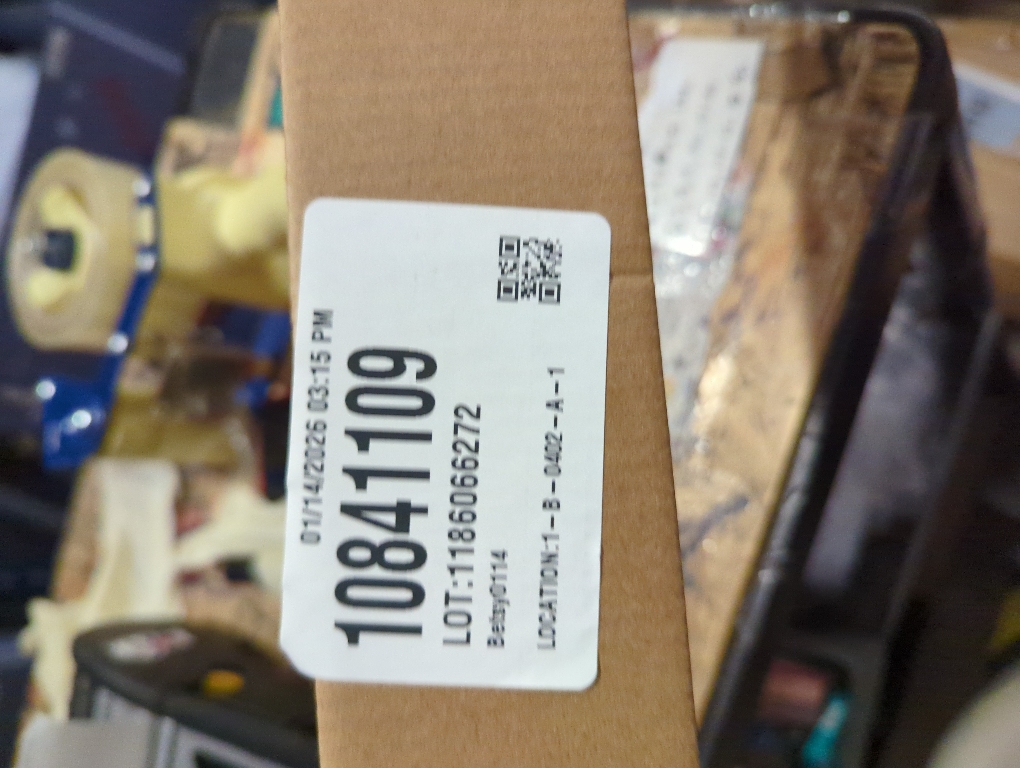 01/14/2026 03:15 PM
10841109
LOT:1186066272
Betsy0114
LOCATION:1-B-0402-A-1